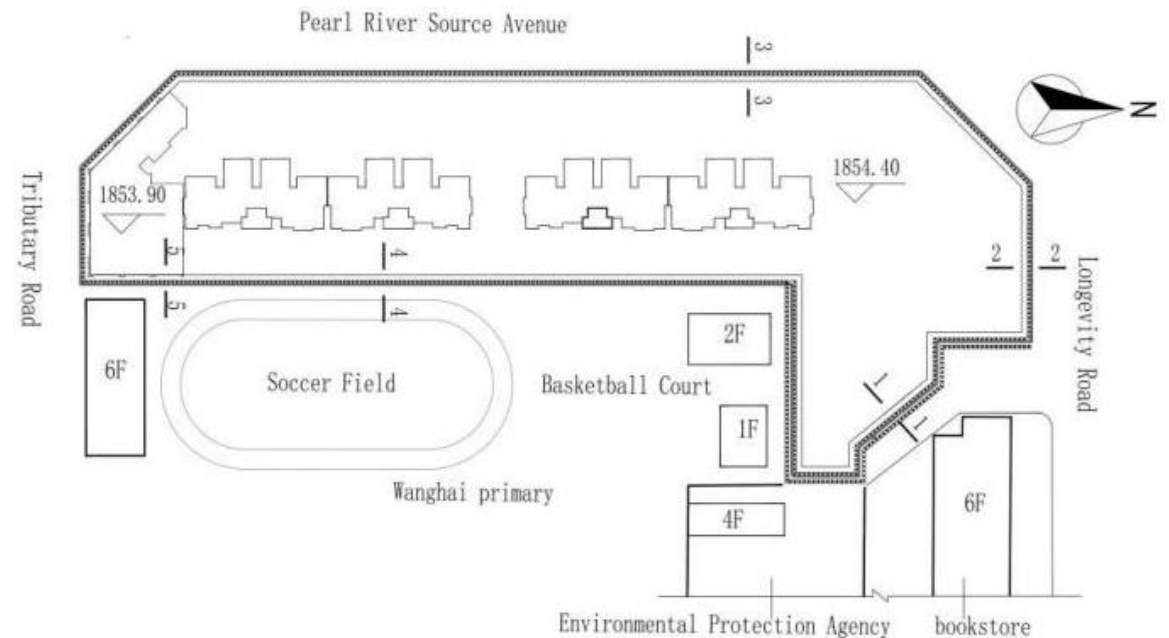 Pearl River Source Avenue
3
3
N
1853.90
1854.40
Tributary Road
5
4
2
2
Longevity Road
5
4
6F
Soccer Field
2F
Basketball Court
1
1
1F
Wanghai primary
4F
6F
Environmental Protection Agency
bookstore